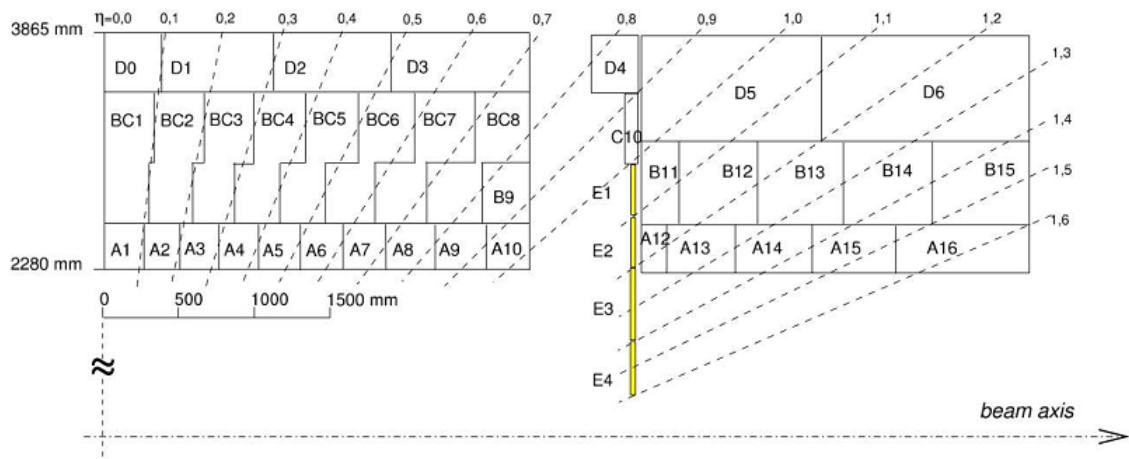 η=0,0 0,1 0,2 0,3 0,4 0,5 0,6 0,7 0,8 0,9 1,0 1,1 1,2
3865 mm
1,3
D0 D1 D2 D3 D4 D5 D6
BC1 BC2 BC3 BC4 BC5 BC6 BC7 BC8 C10
1,4
B11 B12 B13 B14 B15
1,5
B9 E1
1,6
A1 A2 A3 A4 A5 A6 A7 A8 A9 A10 E2 A12 A13 A14 A15 A16
2280 mm
0 500 1000 1500 mm
E3
≈
E4
beam axis